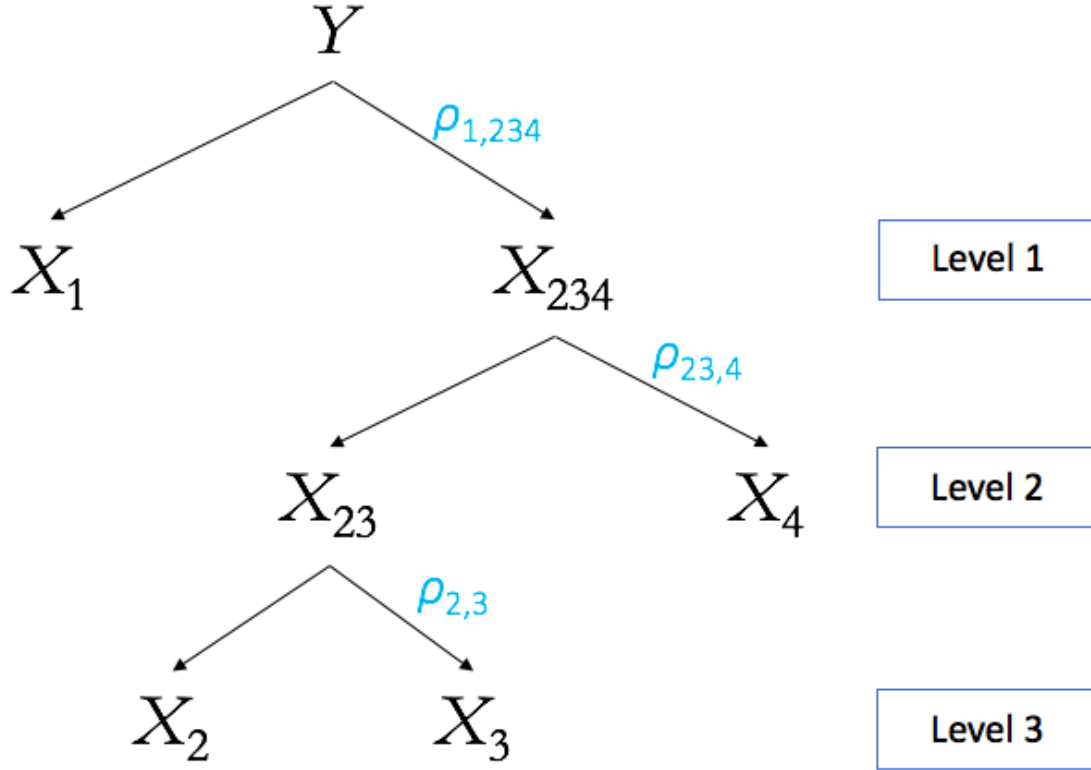 Y
ρ1,234
X1 X234 Level 1
ρ23,4
X23 X4 Level 2
ρ2,3
X2 X3 Level 3